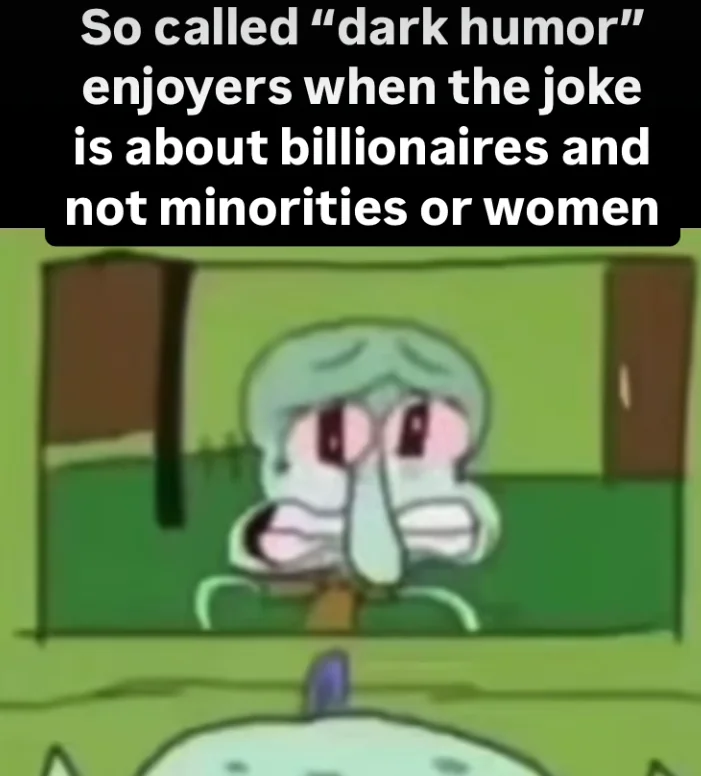 So called “dark humor”
enjoyers when the joke
is about billionaires and
not minorities or women